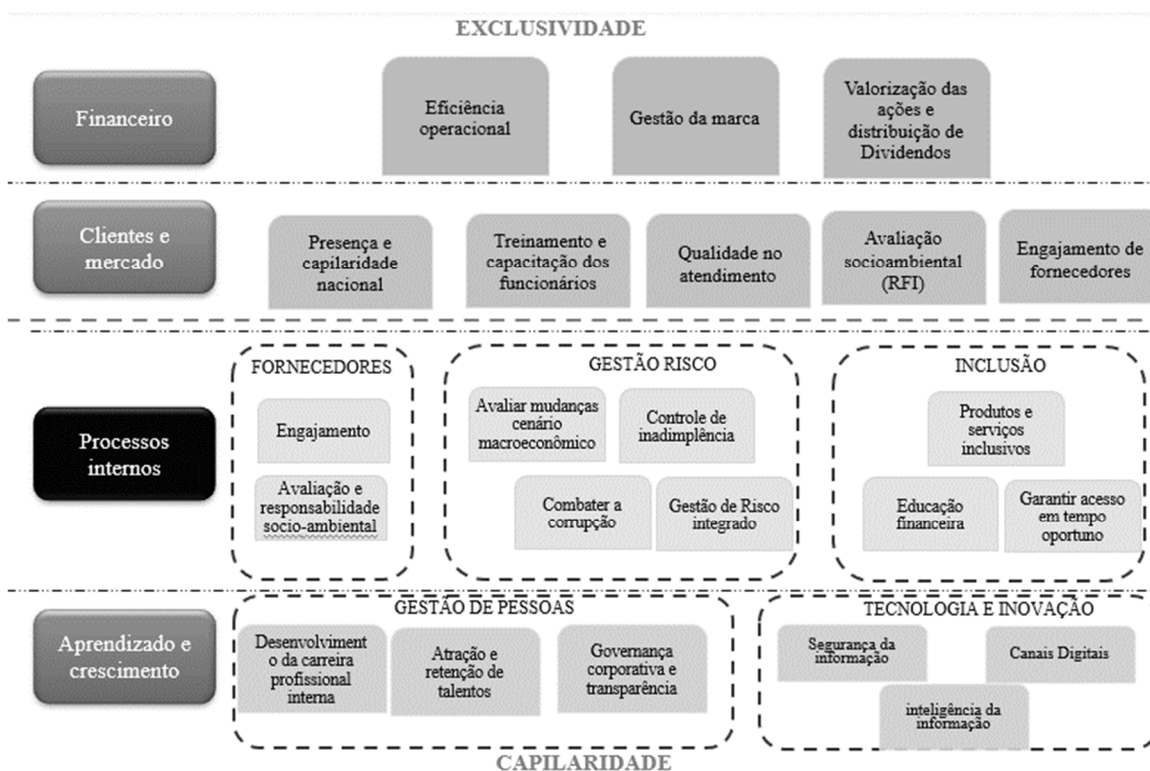 EXCLUSIVIDADE
Financeiro
Eficiência
operacional
Gestão da marca
Valorização das
ações e
distribuição de
Dividendos
Clientes e
mercado
Presença e
capilaridade
nacional
Treinamento e
capacitação dos
funcionários
Qualidade no
atendimento
Avaliação
socioambiental
(RFI)
Engajamento de
fornecedores
Processos
internos
FORNECEDORES
Engajamento
Avaliação e
responsabilidade
socio-ambiental
GESTÃO RISCO
Avaliar mudanças
cenário
macroeconômico
Controle de
inadimplência
Combater a
corrupção
Gestão de Risco
integrado
INCLUSÃO
Produtos e
serviços
inclusivos
Educação
financeira
Garantir acesso
em tempo
oportuno
Aprendizado e
crescimento
GESTÃO DE PESSOAS
Desenvolviment
o da carreira
profissional
interna
Atração e
retenção de
talentos
Governança
corporativa e
transparência
TECNOLOGIA E INOVAÇÃO
Segurança da
informação
Canais Digitais
inteligência da
informação
CAPILARIDADE